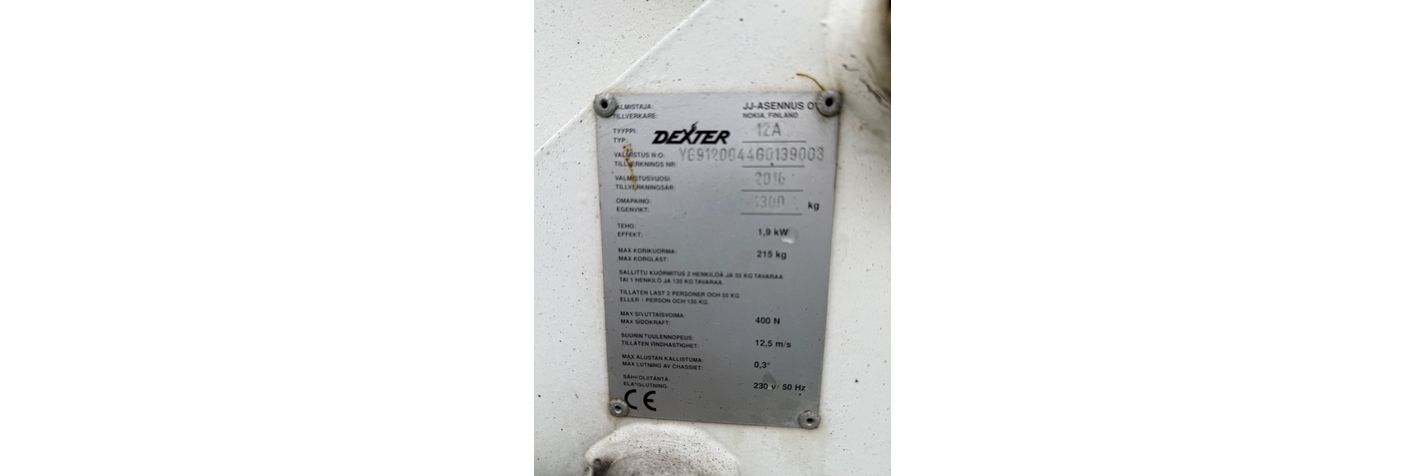 VALMISTAJA: JJ-ASENNUS OY
TILLVERKARE: NOKIA, FINLAND
TYYPPI: DEXTER 12A
TYP:
VALMISTUS N:O:
TILLVERKNINGS NR:
VALMISTUSVUOSI: 2016
TILLVERKNINGSÅR:
OMAPAINO: 1300 kg
EGENVIKT:
TEHO: 1,9 kW
EFFEKT:
MAX KORIKUORMA: 215 kg
MAX KORGLAST:
SALLITTU KUORMITUS 2 HENKILÖÄ JA 55 KG TAVARAA
TAI 1 HENKILÖ JA 135 KG TAVARAA.
TILLÅTEN LAST 2 PERSONER OCH 55 KG
ELLER 1 PERSON OCH 135 KG.
MAX SIVUTTAISVOIMA: 400 N
MAX SIDOKRAFT:
SUURIN TUULENNOPEUS: 12,5 m/s
TILLÅTEN VINDHASTIGHET:
MAX ALUSTAN KALLISTUMA: 0,3°
MAX LUTNING AV CHASSIET:
SÄHKÖLIITÄNTÄ: 230 v/ 50 Hz
ELANSLUTNING:
CE